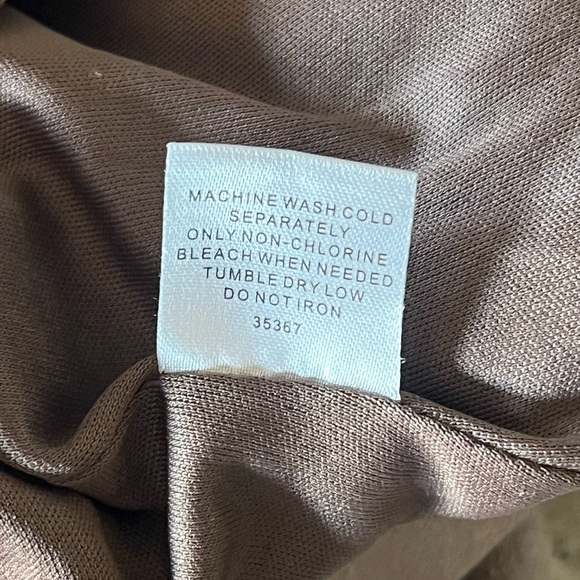 MACHINE WASH COLD
SEPARATELY
ONLY NON-CHLORINE
BLEACH WHEN NEEDED
TUMBLE DRY LOW
DO NOT IRON
35367